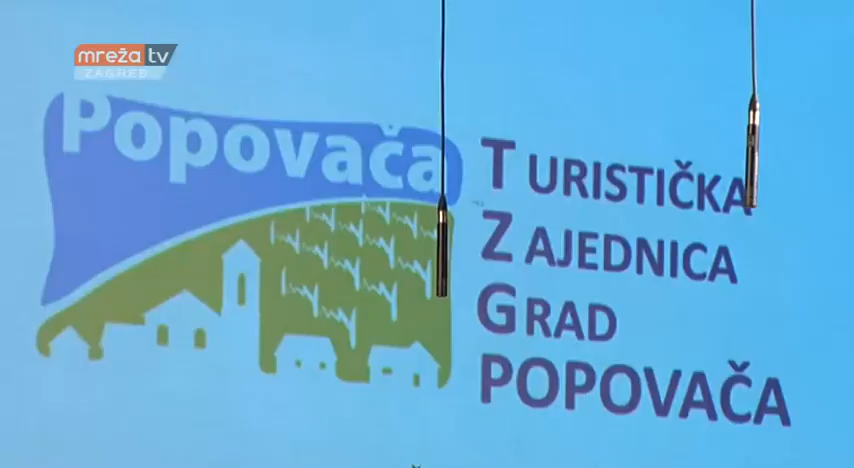 mreža tv
ZAGREB
Popovača
TURISTIČKA
ZAJEDNICA
GRAD
POPOVAČA